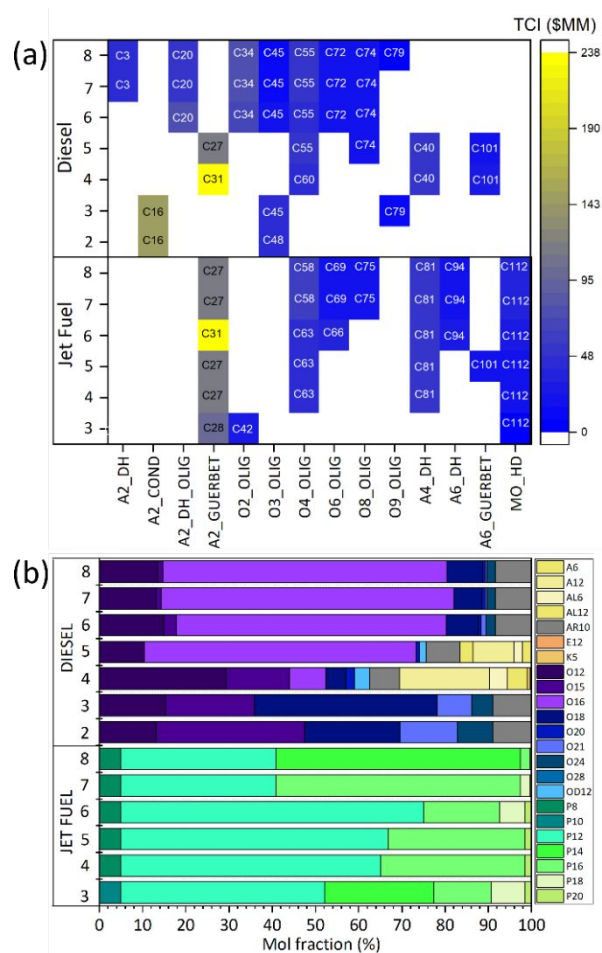 (a)
TCI ($MM)
Diesel
8 C3 C20 C34 C45 C55 C72 C74 C79
7 C3 C20 C34 C45 C55 C72 C74
6 C20 C34 C45 C55 C72 C74
5 C27 C55 C74 C40 C101
4 C31 C60 C40 C101
3 C16 C45 C79
2 C16 C48
Jet Fuel
8 C27 C58 C69 C75 C81 C94 C112
7 C27 C58 C69 C75 C81 C94 C112
6 C31 C63 C66 C81 C94 C112
5 C27 C63 C81 C101 C112
4 C27 C63 C81 C112
3 C28 C42 C112
238
190
143
95
48
0
A2_DH
A2_COND
A2_DH_OLIG
A2_GUERBET
O2_OLIG
O3_OLIG
O4_OLIG
O6_OLIG
O8_OLIG
O9_OLIG
A4_DH
A6_DH
A6_GUERBET
MO_HD
(b)
DIESEL
8
7
6
5
4
3
2
JET FUEL
8
7
6
5
4
3
0 10 20 30 40 50 60 70 80 90 100
Mol fraction (%)
A6
A12
AL6
AL12
AR10
E12
K5
O12
O15
O16
O18
O20
O21
O24
O28
OD12
P8
P10
P12
P14
P16
P18
P20